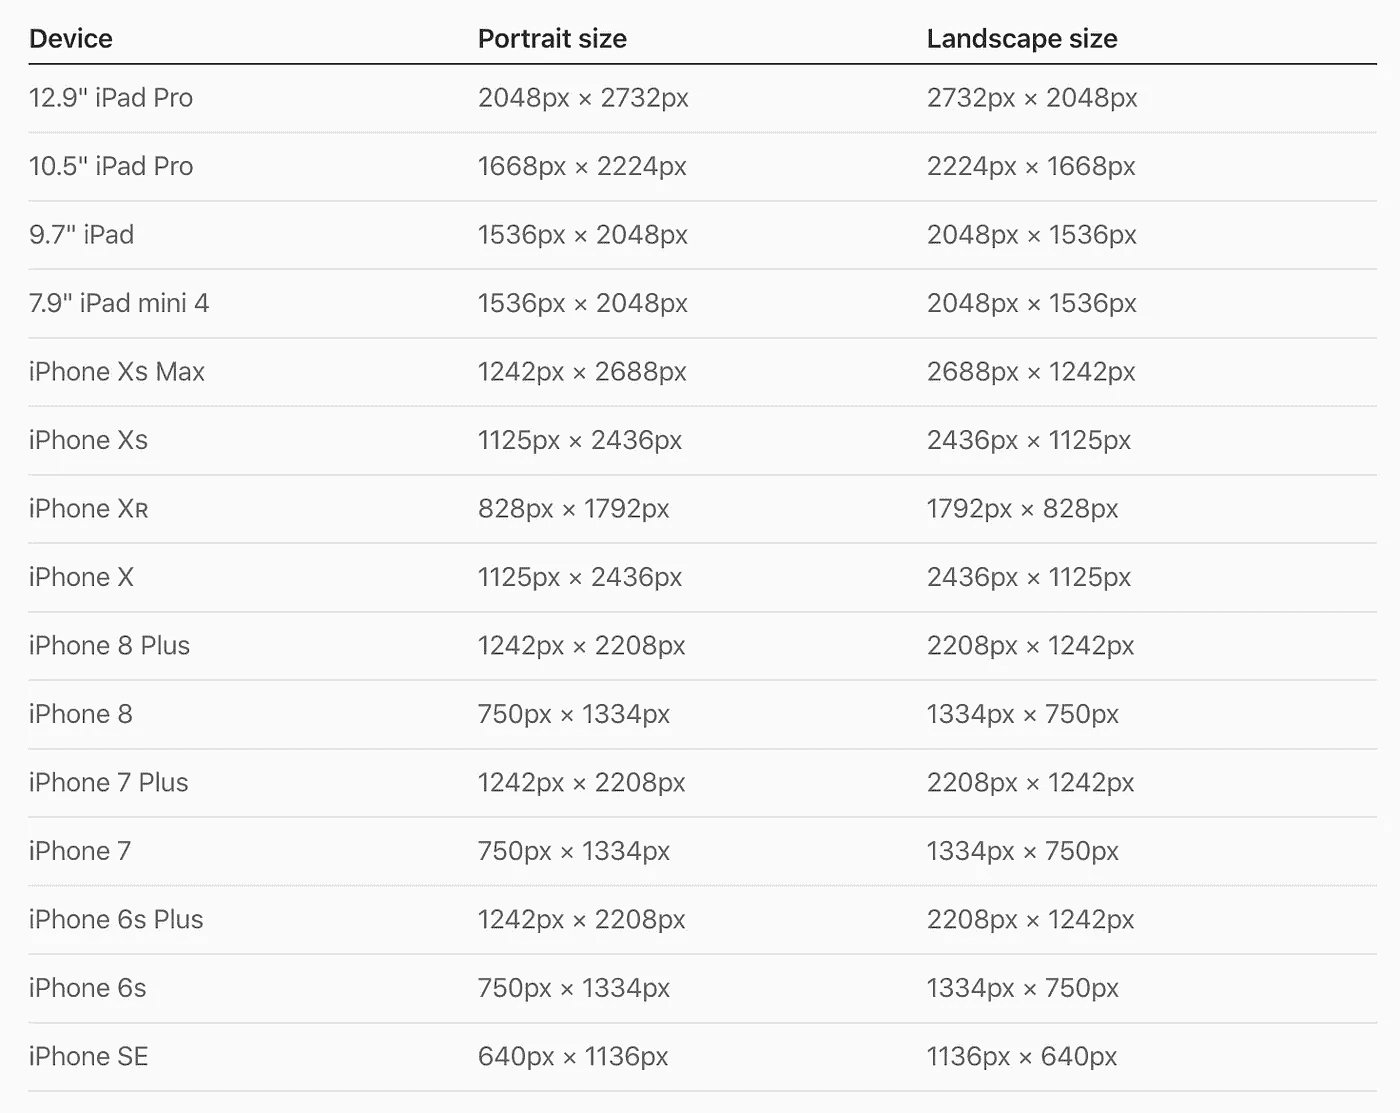 Device Portrait size Landscape size
12.9" iPad Pro 2048px × 2732px 2732px × 2048px
10.5" iPad Pro 1668px × 2224px 2224px × 1668px
9.7" iPad 1536px × 2048px 2048px × 1536px
7.9" iPad mini 4 1536px × 2048px 2048px × 1536px
iPhone Xs Max 1242px × 2688px 2688px × 1242px
iPhone Xs 1125px × 2436px 2436px × 1125px
iPhone Xʀ 828px × 1792px 1792px × 828px
iPhone X 1125px × 2436px 2436px × 1125px
iPhone 8 Plus 1242px × 2208px 2208px × 1242px
iPhone 8 750px × 1334px 1334px × 750px
iPhone 7 Plus 1242px × 2208px 2208px × 1242px
iPhone 7 750px × 1334px 1334px × 750px
iPhone 6s Plus 1242px × 2208px 2208px × 1242px
iPhone 6s 750px × 1334px 1334px × 750px
iPhone SE 640px × 1136px 1136px × 640px